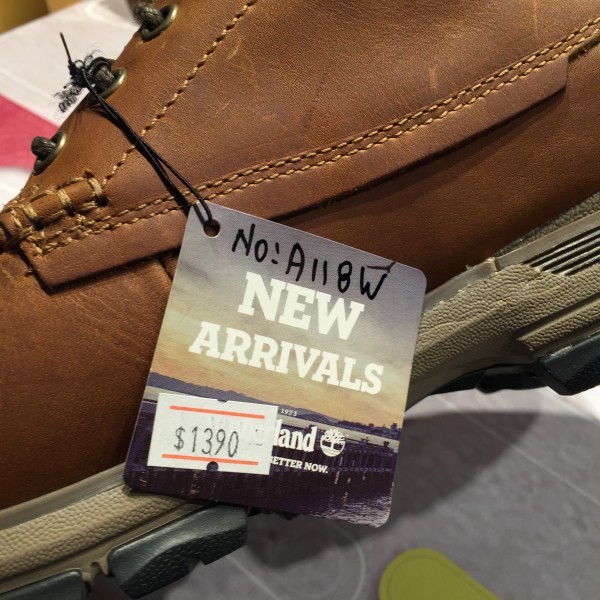 No: A118W
NEW
ARRIVALS
1973
land
$1390
BETTER NOW.